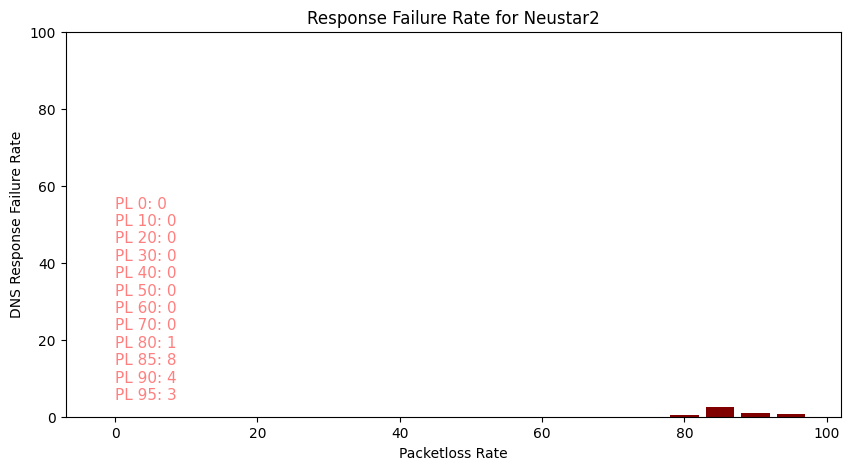 Response Failure Rate for Neustar2
DNS Response Failure Rate
100
80
60
40
20
0
PL 0: 0
PL 10: 0
PL 20: 0
PL 30: 0
PL 40: 0
PL 50: 0
PL 60: 0
PL 70: 0
PL 80: 1
PL 85: 8
PL 90: 4
PL 95: 3
0 20 40 60 80 100
Packetloss Rate